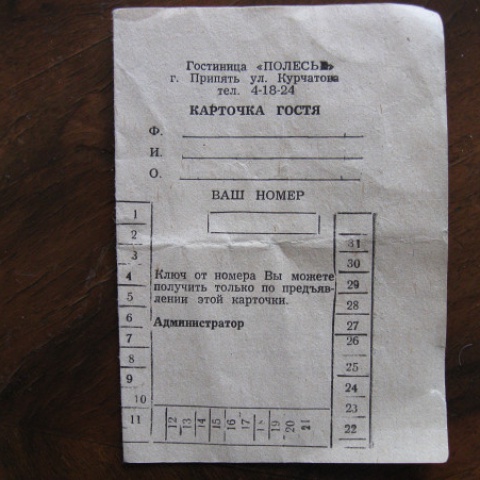 Гостиница «ПОЛЕСЬЕ»
г. Припять ул. Курчатова
тел. 4-18-24
КАРТОЧКА ГОСТЯ
Ф.
И.
О.
ВАШ НОМЕР
Ключ от номера Вы можете
получить только по предъяв-
лении этой карточки.
Администратор
1
2
3
4
5
6
7
8
9
10
11
12
13
14
15
16
17
18
19
20
21
22
23
24
25
26
27
28
29
30
31